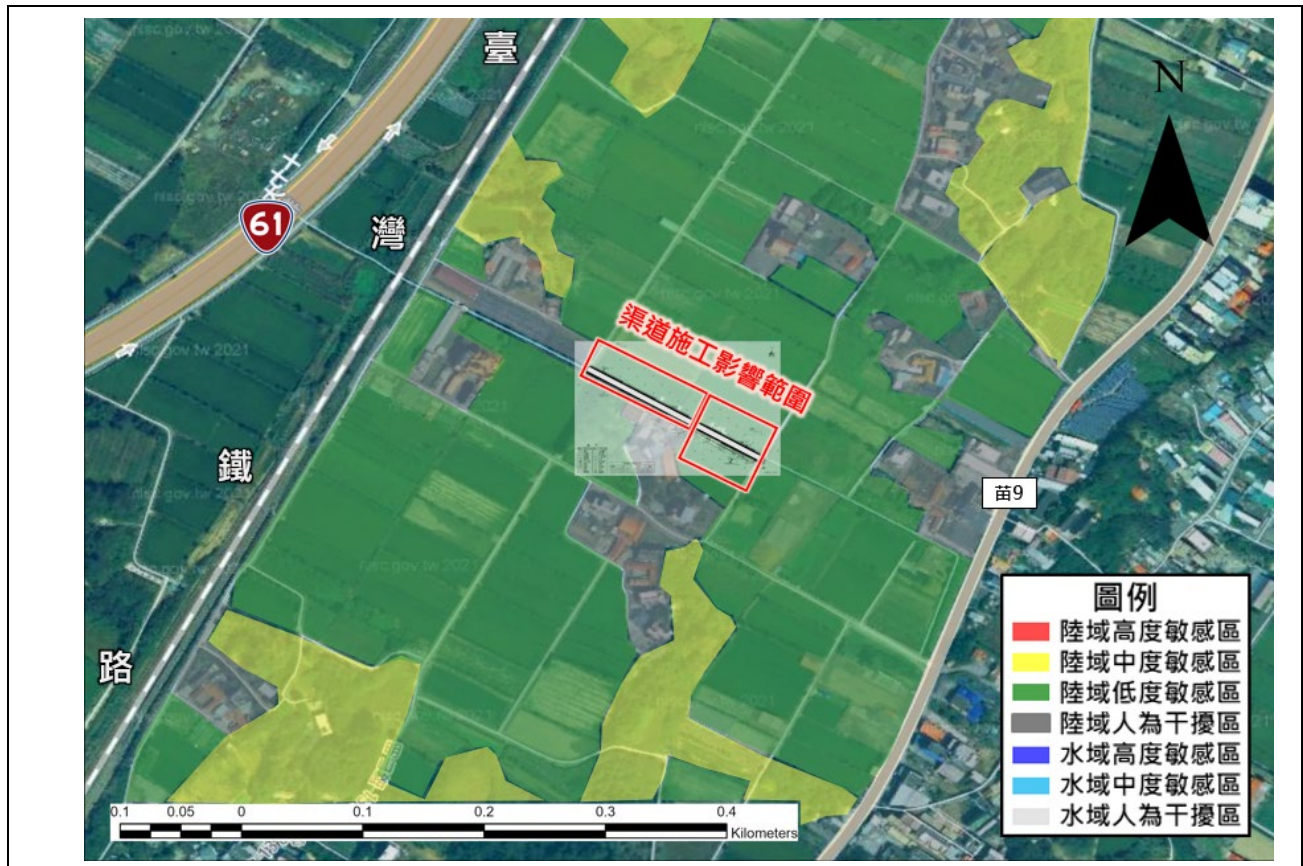 臺
灣
鐵
路
61
N
nlsc.gov.tw 2021
渠道施工影響範圍
苗9
圖例
陸域高度敏感區
陸域中度敏感區
陸域低度敏感區
陸域人為干擾區
水域高度敏感區
水域中度敏感區
水域人為干擾區
0.1 0.05 0 0.1 0.2 0.3 0.4
Kilometers